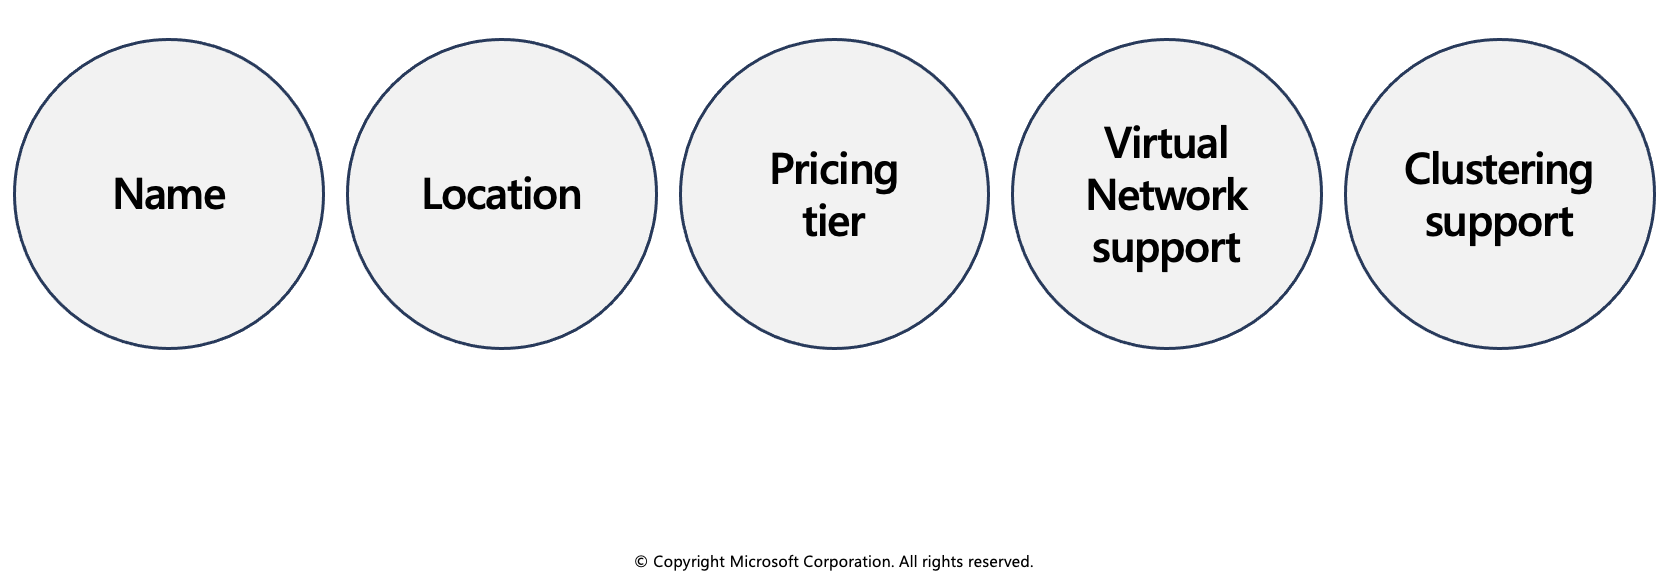 Name
Location
Pricing
tier
Virtual
Network
support
Clustering
support
© Copyright Microsoft Corporation. All rights reserved.